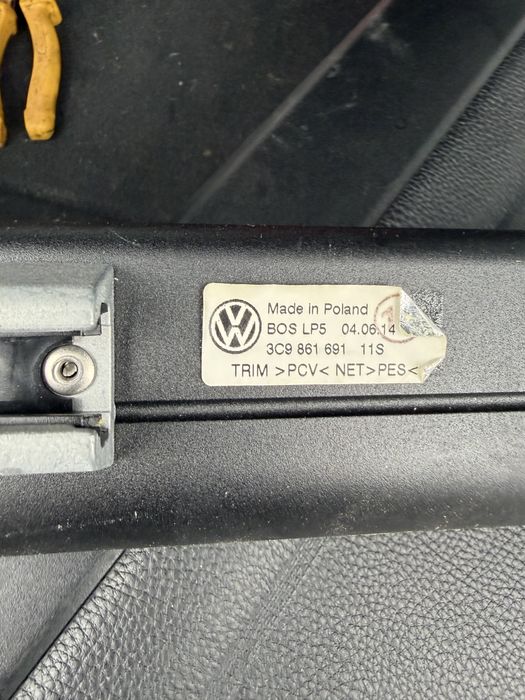 Made in Poland
BOS LP5 04.06.14
3C9 861 691 11S
TRIM >PCV< NET>PES<